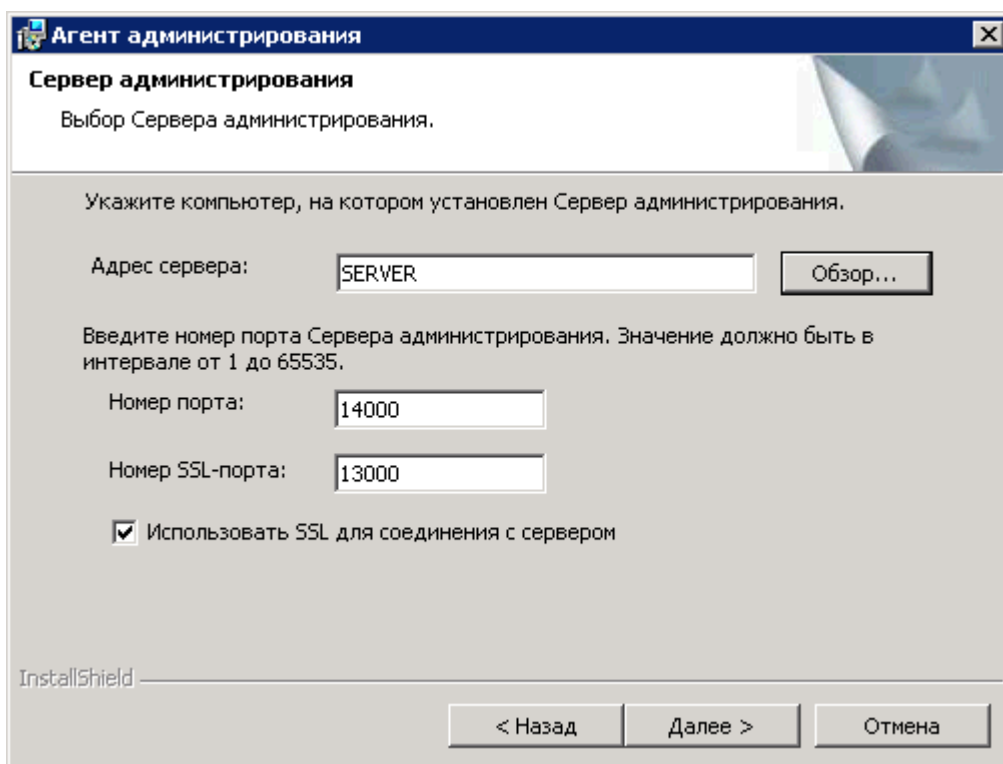 Агент администрирования
Сервер администрирования
Выбор Сервера администрирования.
Укажите компьютер, на котором установлен Сервер администрирования.
Адрес сервера: SERVER Обзор...
Введите номер порта Сервера администрирования. Значение должно быть в
интервале от 1 до 65535.
Номер порта: 14000
Номер SSL-порта: 13000
Использовать SSL для соединения с сервером
InstallShield
< Назад Далее > Отмена